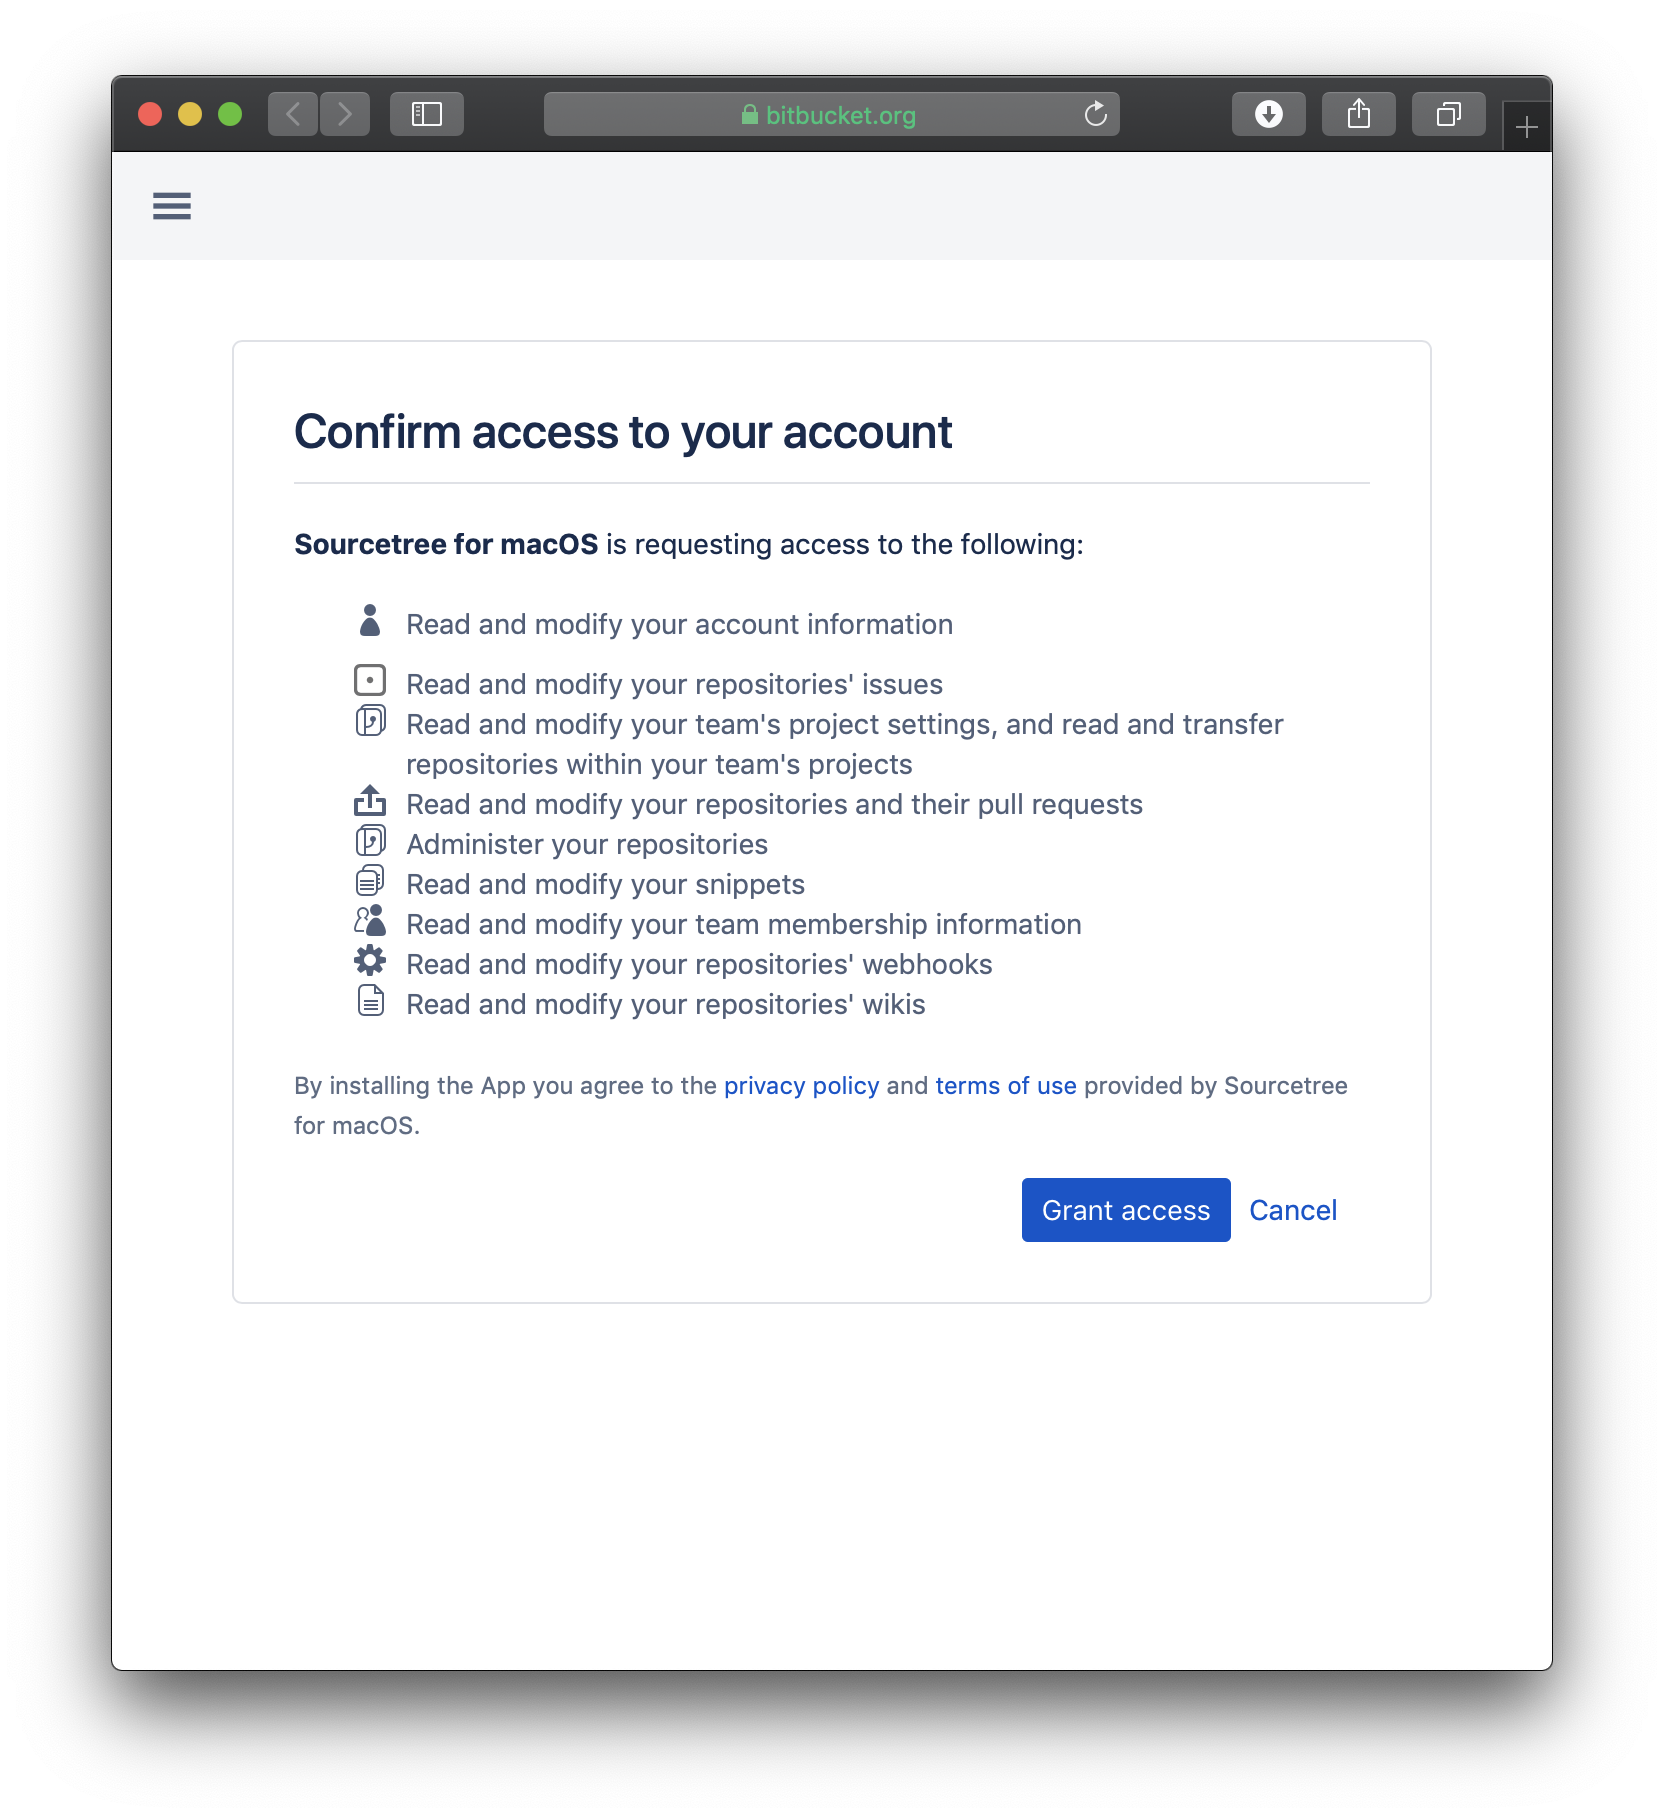 bitbucket.org
Confirm access to your account
Sourcetree for macOS is requesting access to the following:
Read and modify your account information
Read and modify your repositories' issues
Read and modify your team's project settings, and read and transfer
repositories within your team's projects
Read and modify your repositories and their pull requests
Administer your repositories
Read and modify your snippets
Read and modify your team membership information
Read and modify your repositories' webhooks
Read and modify your repositories' wikis
By installing the App you agree to the privacy policy and terms of use provided by Sourcetree
for macOS.
Grant access Cancel